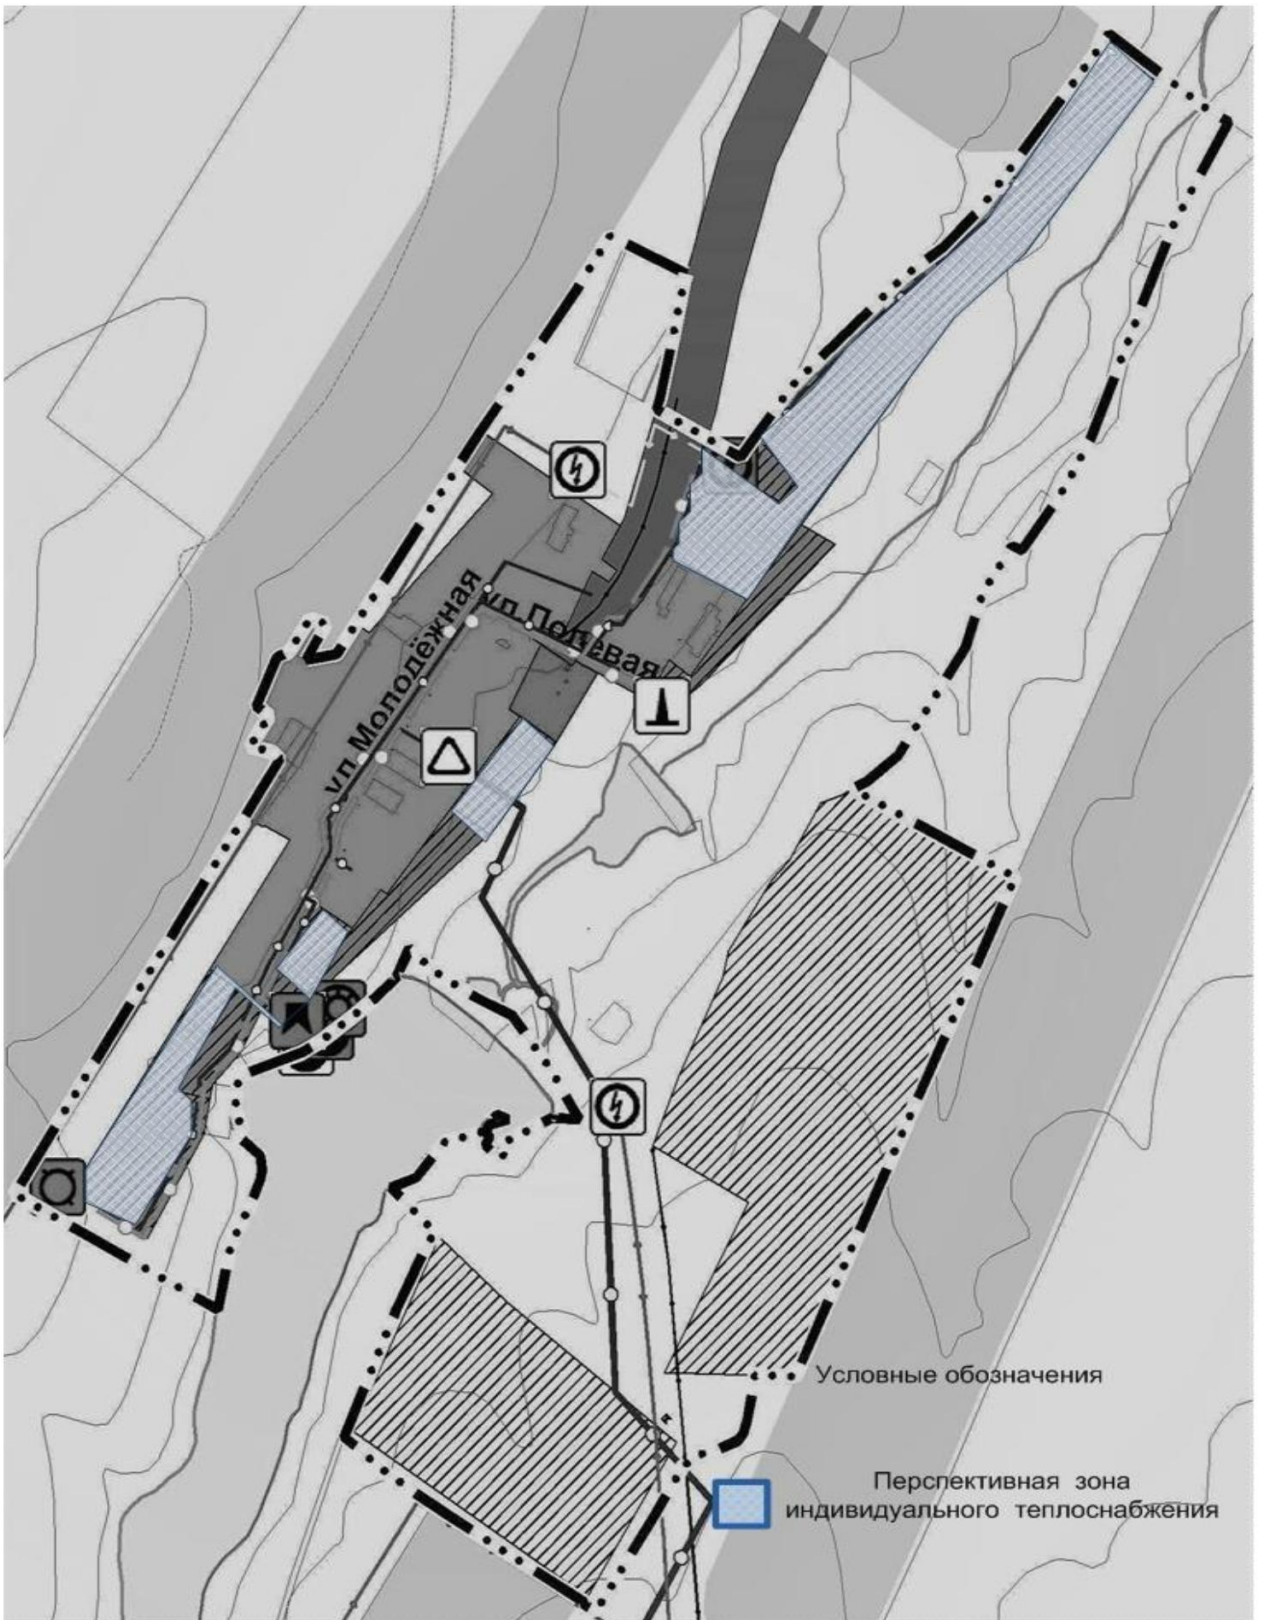 ул.Полевая
ул. Молодёжная
Условные обозначения
Перспективная зона
индивидуального теплоснабжения